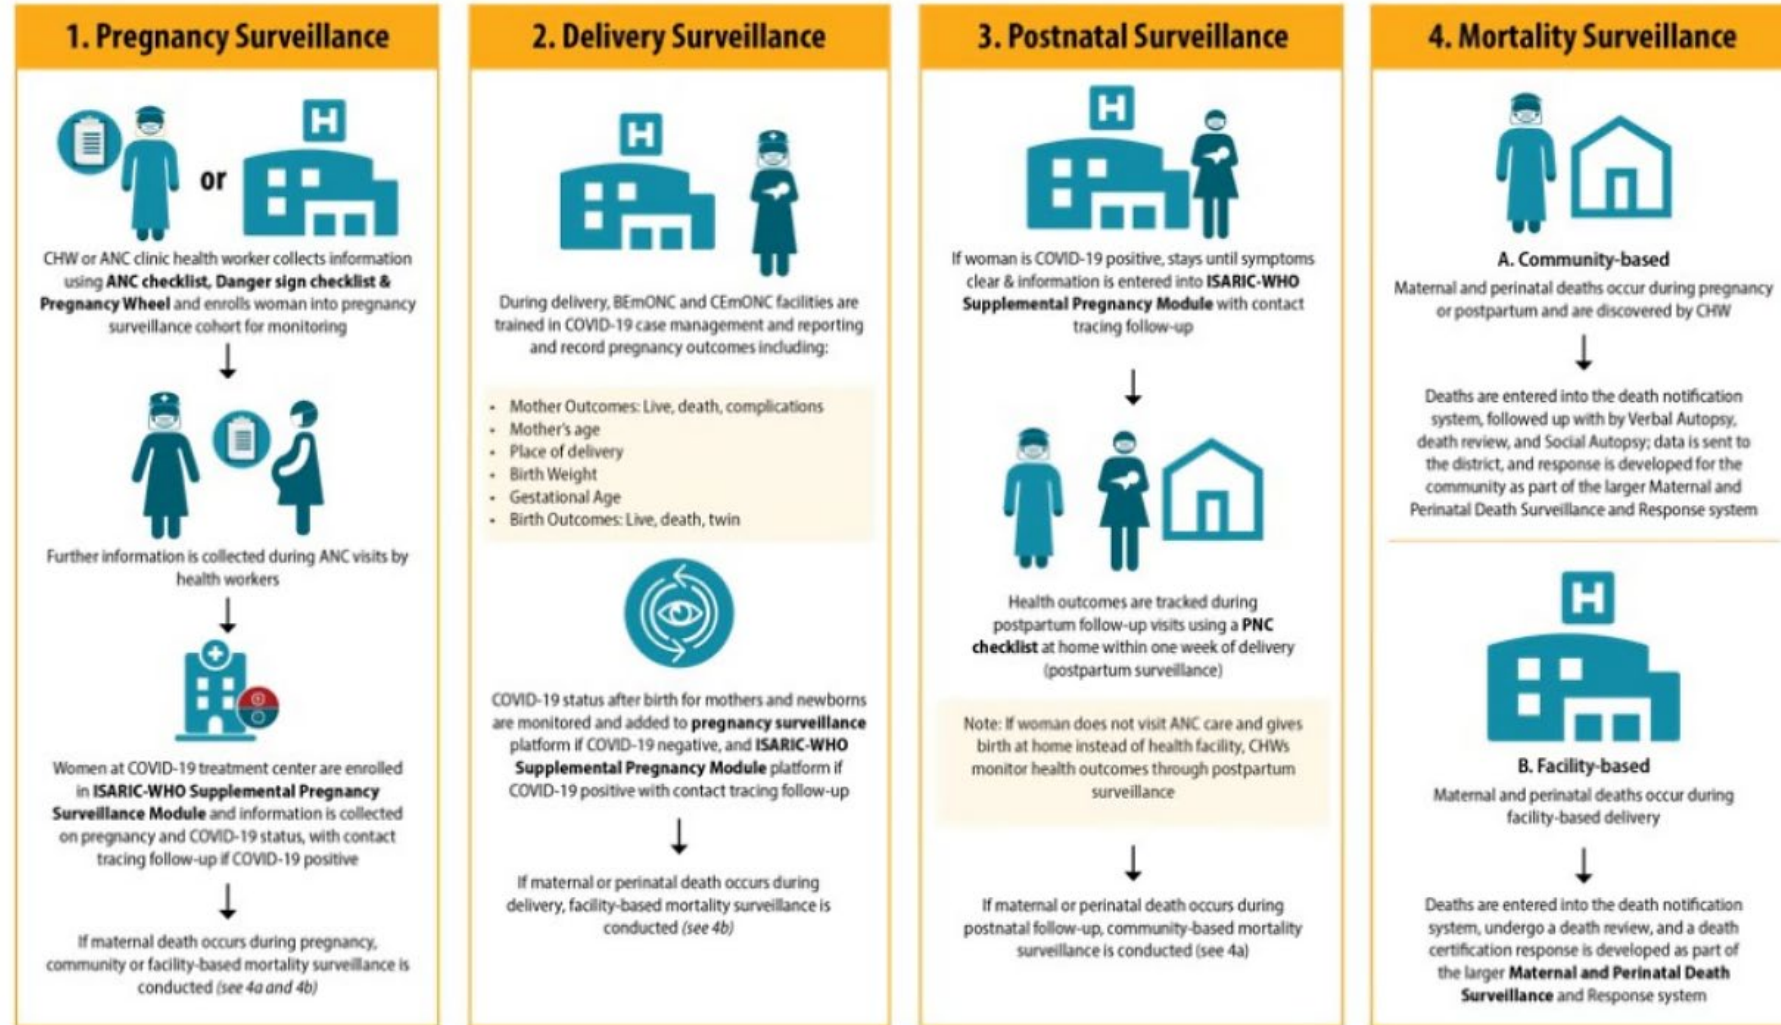 1. Pregnancy Surveillance
H
or
CHW or ANC clinic health worker collects information
using ANC checklist, Danger sign checklist &
Pregnancy Wheel and enrolls woman into pregnancy
surveillance cohort for monitoring
Further information is collected during ANC visits by
health workers
Women at COVID-19 treatment center are enrolled
in ISARIC-WHO Supplemental Pregnancy
Surveillance Module and information is collected
on pregnancy and COVID-19 status, with contact
tracing follow-up if COVID-19 positive
If maternal death occurs during pregnancy,
community or facility-based mortality surveillance is
conducted (see 4a and 4b)
2. Delivery Surveillance
H
During delivery, BEmONC and CEmONC facilities are
trained in COVID-19 case management and reporting
and record pregnancy outcomes including:
• Mother Outcomes: Live, death, complications
• Mother's age
• Place of delivery
• Birth Weight
• Gestational Age
• Birth Outcomes: Live, death, twin
COVID-19 status after birth for mothers and newborns
are monitored and added to pregnancy surveillance
platform if COVID-19 negative, and ISARIC-WHO
Supplemental Pregnancy Module platform if
COVID-19 positive with contact tracing follow-up
If maternal or perinatal death occurs during
delivery, facility-based mortality surveillance is
conducted (see 4b)
3. Postnatal Surveillance
H
If woman is COVID-19 positive, stays until symptoms
clear & information is entered into ISARIC-WHO
Supplemental Pregnancy Module with contact
tracing follow-up
Health outcomes are tracked during
postpartum follow-up visits using a PNC
checklist at home within one week of delivery
(postpartum surveillance)
Note: If woman does not visit ANC care and gives
birth at home instead of health facility, CHWs
monitor health outcomes through postpartum
surveillance
If maternal or perinatal death occurs during
postnatal follow-up, community-based mortality
surveillance is conducted (see 4a)
4. Mortality Surveillance
A. Community-based
Maternal and perinatal deaths occur during pregnancy
or postpartum and are discovered by CHW
Deaths are entered into the death notification
system, followed up with by Verbal Autopsy,
death review, and Social Autopsy; data is sent to
the district, and response is developed for the
community as part of the larger Maternal and
Perinatal Death Surveillance and Response system
H
B. Facility-based
Maternal and perinatal deaths occur during
facility-based delivery
Deaths are entered into the death notification
system, undergo a death review, and a death
certification response is developed as part of
the larger Maternal and Perinatal Death
Surveillance and Response system